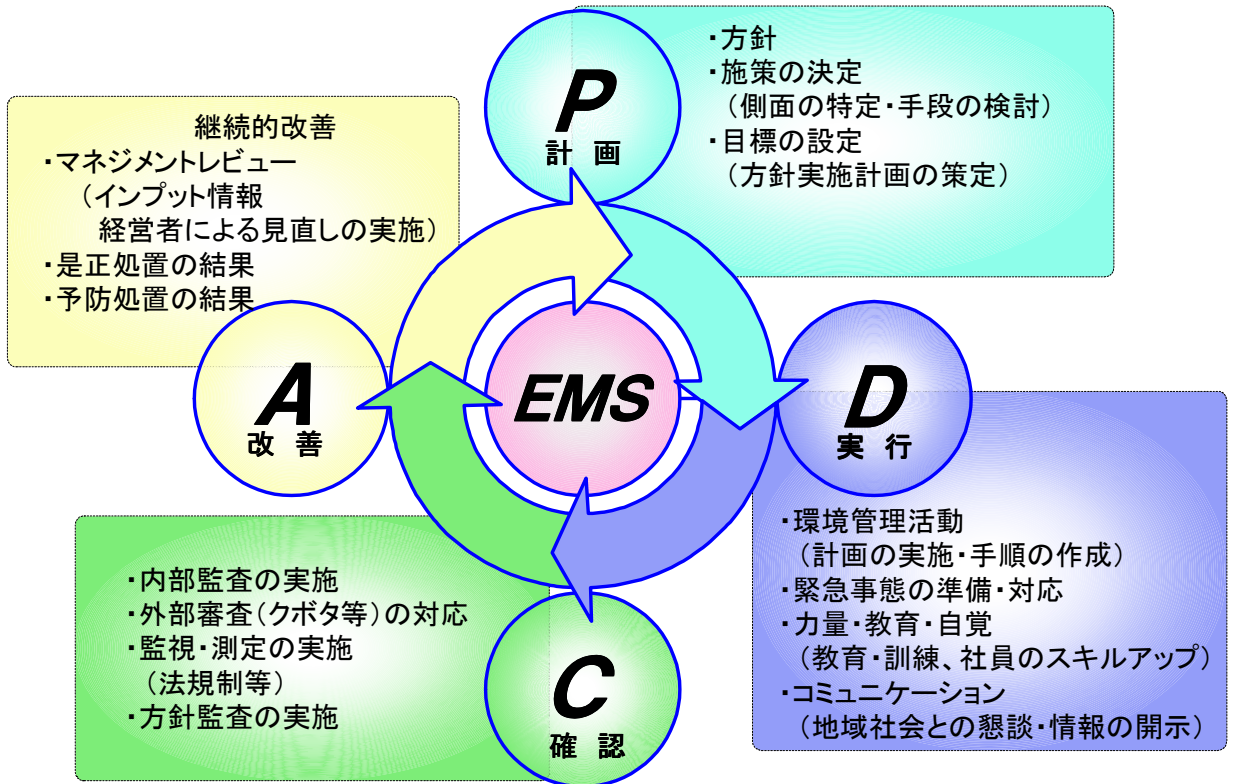 P
計 画
・方針
・施策の決定
（側面の特定・手段の検討）
・目標の設定
（方針実施計画の策定）
継続的改善
・マネジメントレビュー
（インプット情報
経営者による見直しの実施）
・是正処置の結果
・予防処置の結果
A
改 善
EMS
D
実 行
・環境管理活動
（計画の実施・手順の作成）
・緊急事態の準備・対応
・力量・教育・自覚
（教育・訓練、社員のスキルアップ）
・コミュニケーション
（地域社会との懇談・情報の開示）
・内部監査の実施
・外部審査（クボタ等）の対応
・監視・測定の実施
（法規制等）
・方針監査の実施
C
確 認